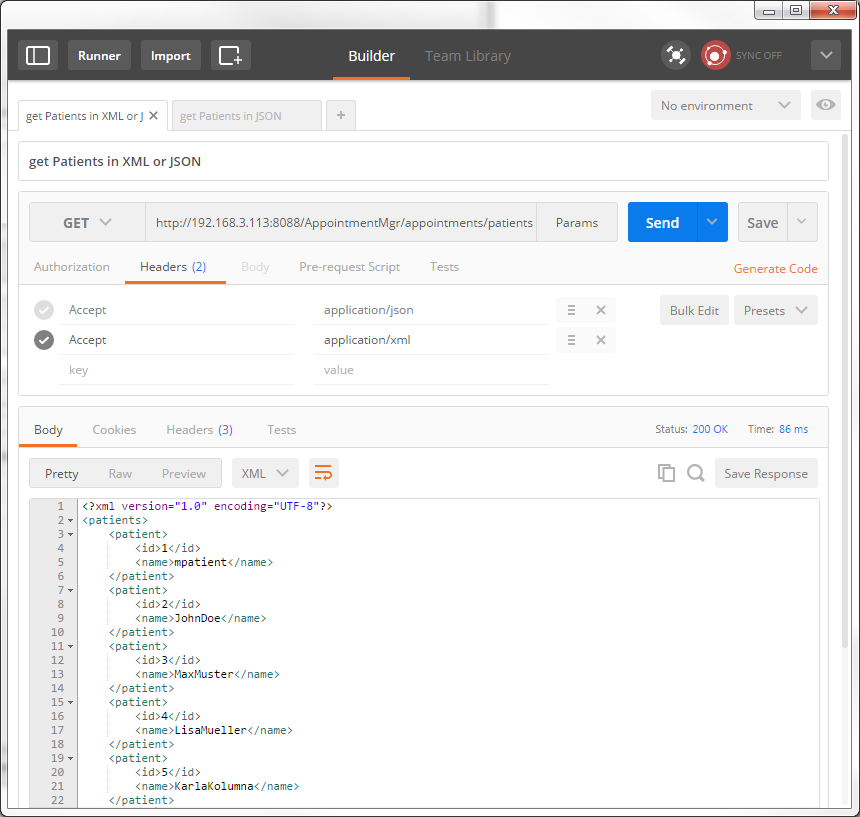 Runner Import Builder Team Library SYNC OFF
get Patients in XML or J get Patients in JSON + No environment
get Patients in XML or JSON
GET http://192.168.3.113:8088/AppointmentMgr/appointments/patients Params Send Save
Authorization Headers (2) Body Pre-request Script Tests Generate Code
Accept application/json Bulk Edit Presets
Accept application/xml
key value
Body Cookies Headers (3) Tests Status: 200 OK Time: 86 ms
Pretty Raw Preview XML Save Response
1 <?xml version="1.0" encoding="UTF-8"?>
2 <patients>
3 <patient>
4 <id>1</id>
5 <name>mpatient</name>
6 </patient>
7 <patient>
8 <id>2</id>
9 <name>JohnDoe</name>
10 </patient>
11 <patient>
12 <id>3</id>
13 <name>MaxMuster</name>
14 </patient>
15 <patient>
16 <id>4</id>
17 <name>LisaMueller</name>
18 </patient>
19 <patient>
20 <id>5</id>
21 <name>KarlaKolumna</name>
22 </patient>